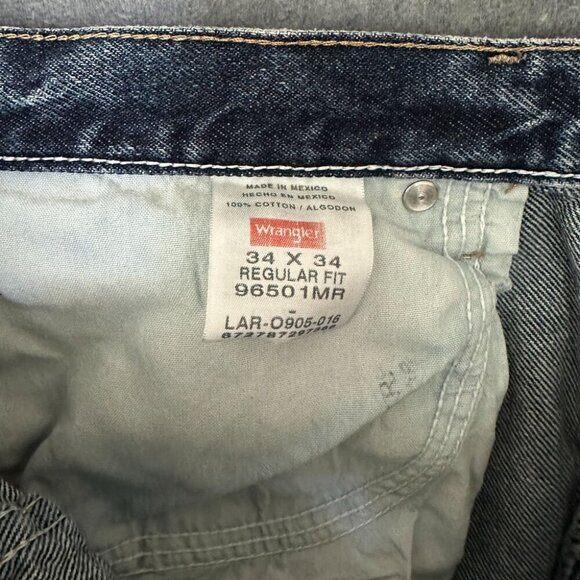 MADE IN MEXICO
HECHO EN MEXICO
100% COTTON / ALGODON
Wrangler
34 X 34
REGULAR FIT
96501MR
-
LAR-O905-016